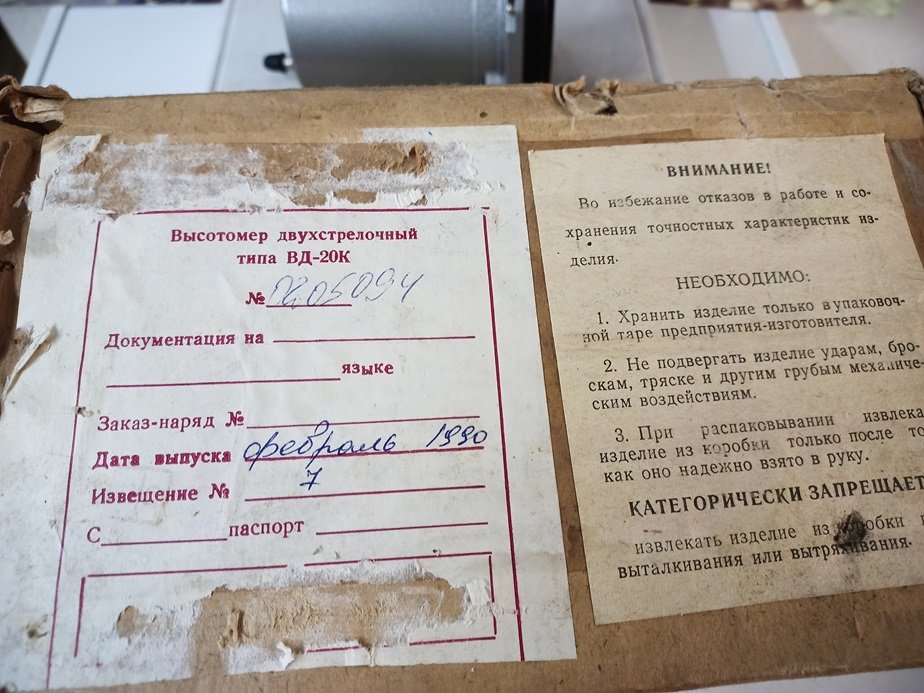 Высотомер двухстрелочный
типа ВД-20К
№ 0205094
Документация на
языке
Заказ-наряд №
Дата выпуска февраль 1990
Извещение № 7
С паспорт
ВНИМАНИЕ!
Во избежание отказов в работе и со-
хранения точностных характеристик из-
делия.
НЕОБХОДИМО:
1. Хранить изделие только в упаковоч-
ной таре предприятия-изготовителя.
2. Не подвергать изделие ударам, бро-
скам, тряске и другим грубым механиче-
ским воздействиям.
3. При распаковывании извлека
изделие из коробки только после то
как оно надежно взято в руку.
КАТЕГОРИЧЕСКИ ЗАПРЕЩАЕТ
извлекать изделие из коробки
выталкивания или вытряхивания.